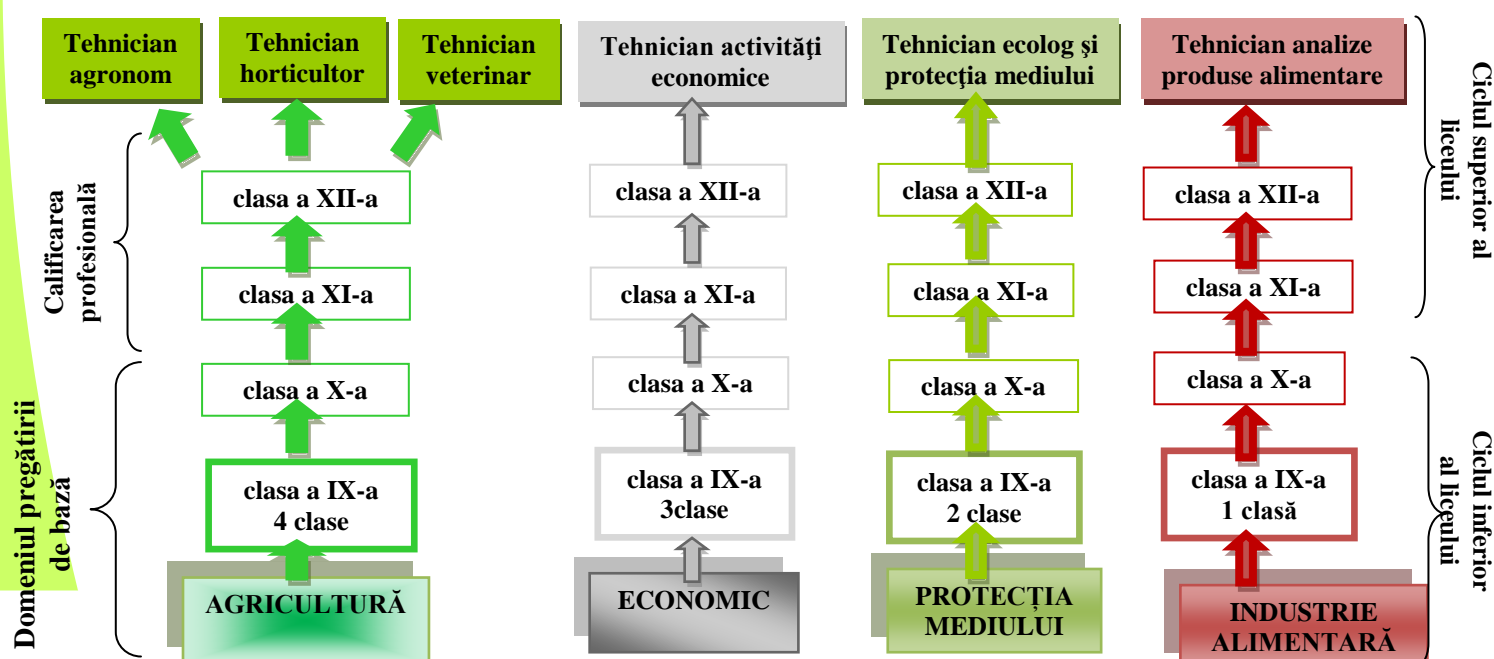 Tehnician
agronom
Tehnician
horticultor
Tehnician
veterinar
Tehnician activităţi
economice
Tehnician ecolog şi
protecţia mediului
Tehnician analize
produse alimentare
Calificarea
profesională
Ciclul superior al
liceului
clasa a XII-a
clasa a XII-a
clasa a XII-a
clasa a XII-a
clasa a XI-a
clasa a XI-a
clasa a XI-a
clasa a XI-a
clasa a X-a
clasa a X-a
clasa a X-a
clasa a X-a
Domeniul pregătirii
de bază
Ciclul inferior
al liceului
clasa a IX-a
4 clase
clasa a IX-a
3clase
clasa a IX-a
2 clase
clasa a IX-a
1 clasă
AGRICULTURĂ
ECONOMIC
PROTECȚIA
MEDIULUI
INDUSTRIE
ALIMENTARĂ